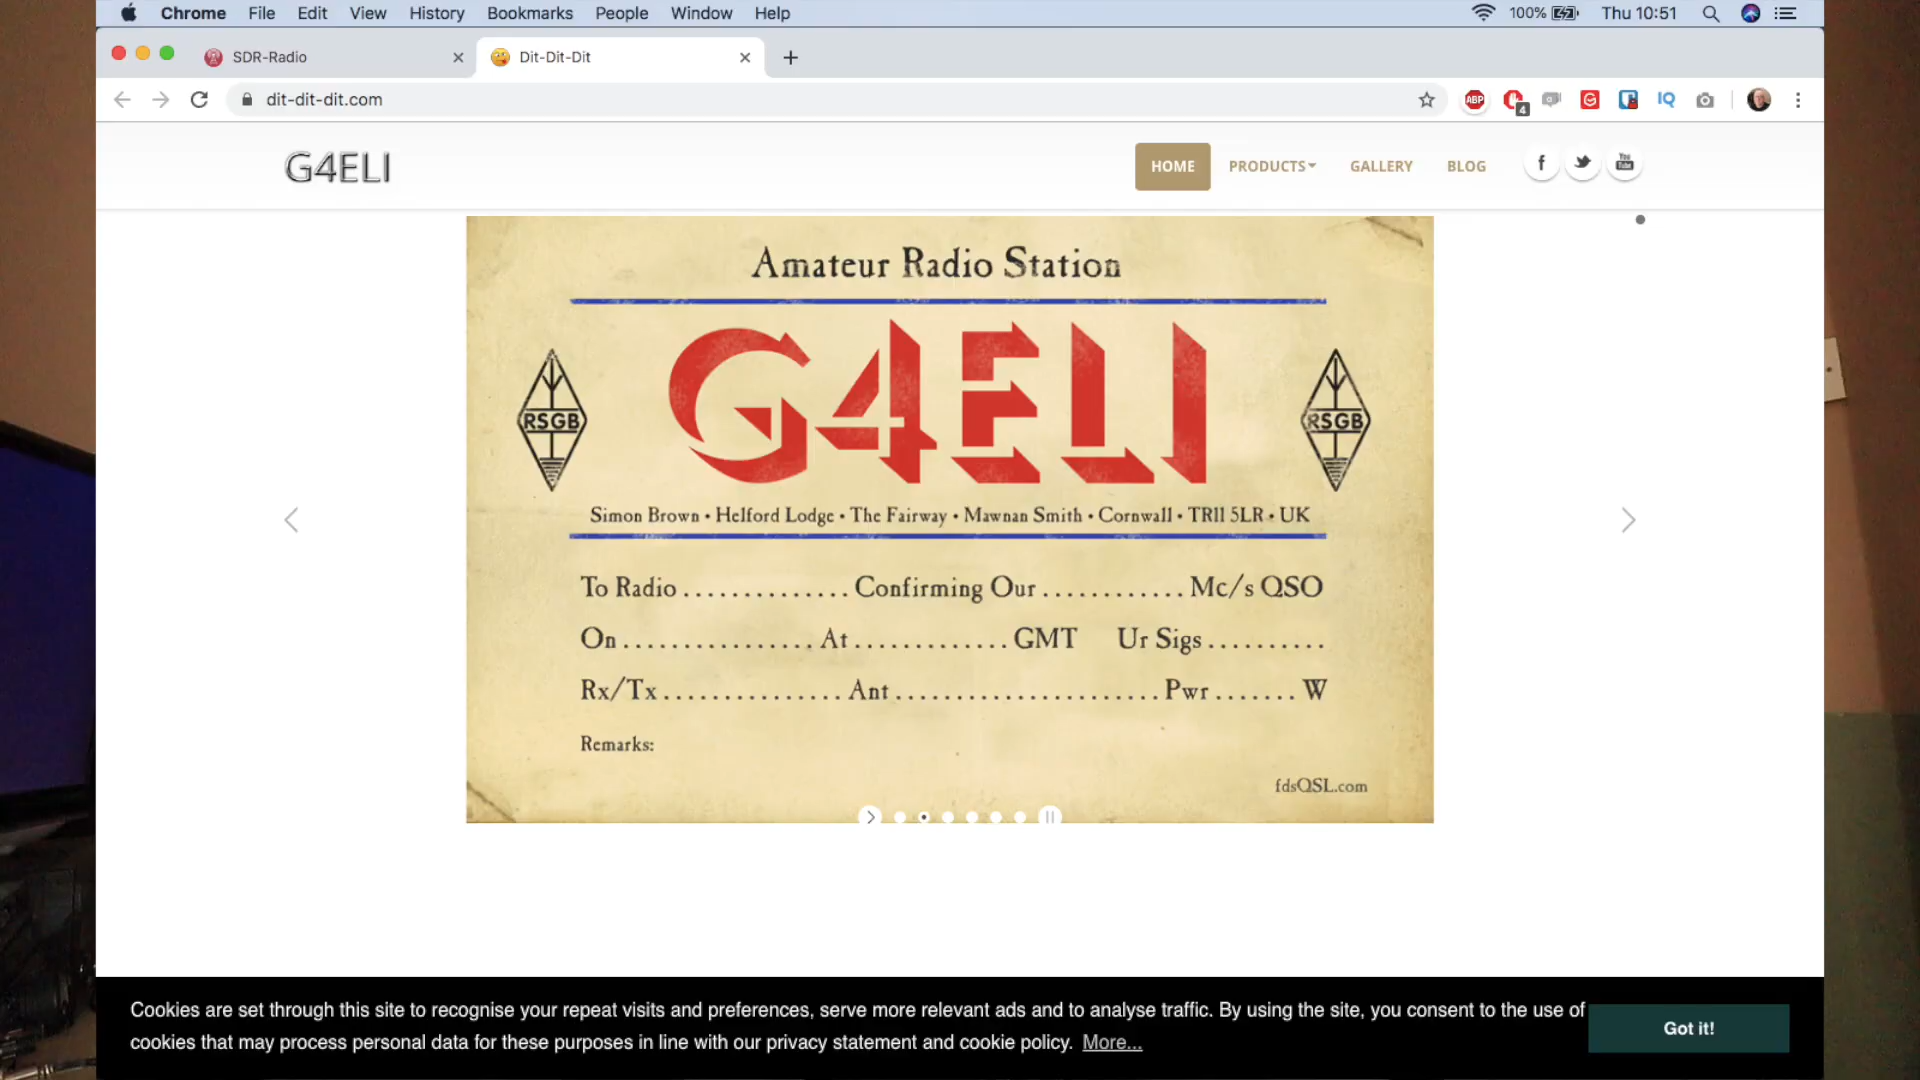 Chrome File Edit View History Bookmarks People Window Help 100% Thu 10:51
SDR-Radio Dit-Dit-Dit
dit-dit-dit.com ABP 4 IQ
G4ELI HOME PRODUCTS GALLERY BLOG You Tube
Amateur Radio Station
G4ELI
RSGB RSGB
Simon Brown • Helford Lodge • The Fairway • Mawnan Smith • Cornwall • TR11 5LR • UK
To Radio .............. Confirming Our ............ Mc/s QSO
On ................ At ............. GMT Ur Sigs ..........
Rx/Tx ............... Ant ...................... Pwr ....... W
Remarks:
fdsQSL.com
Cookies are set through this site to recognise your repeat visits and preferences, serve more relevant ads and to analyse traffic. By using the site, you consent to the use of
cookies that may process personal data for these purposes in line with our privacy statement and cookie policy. More...
Got it!